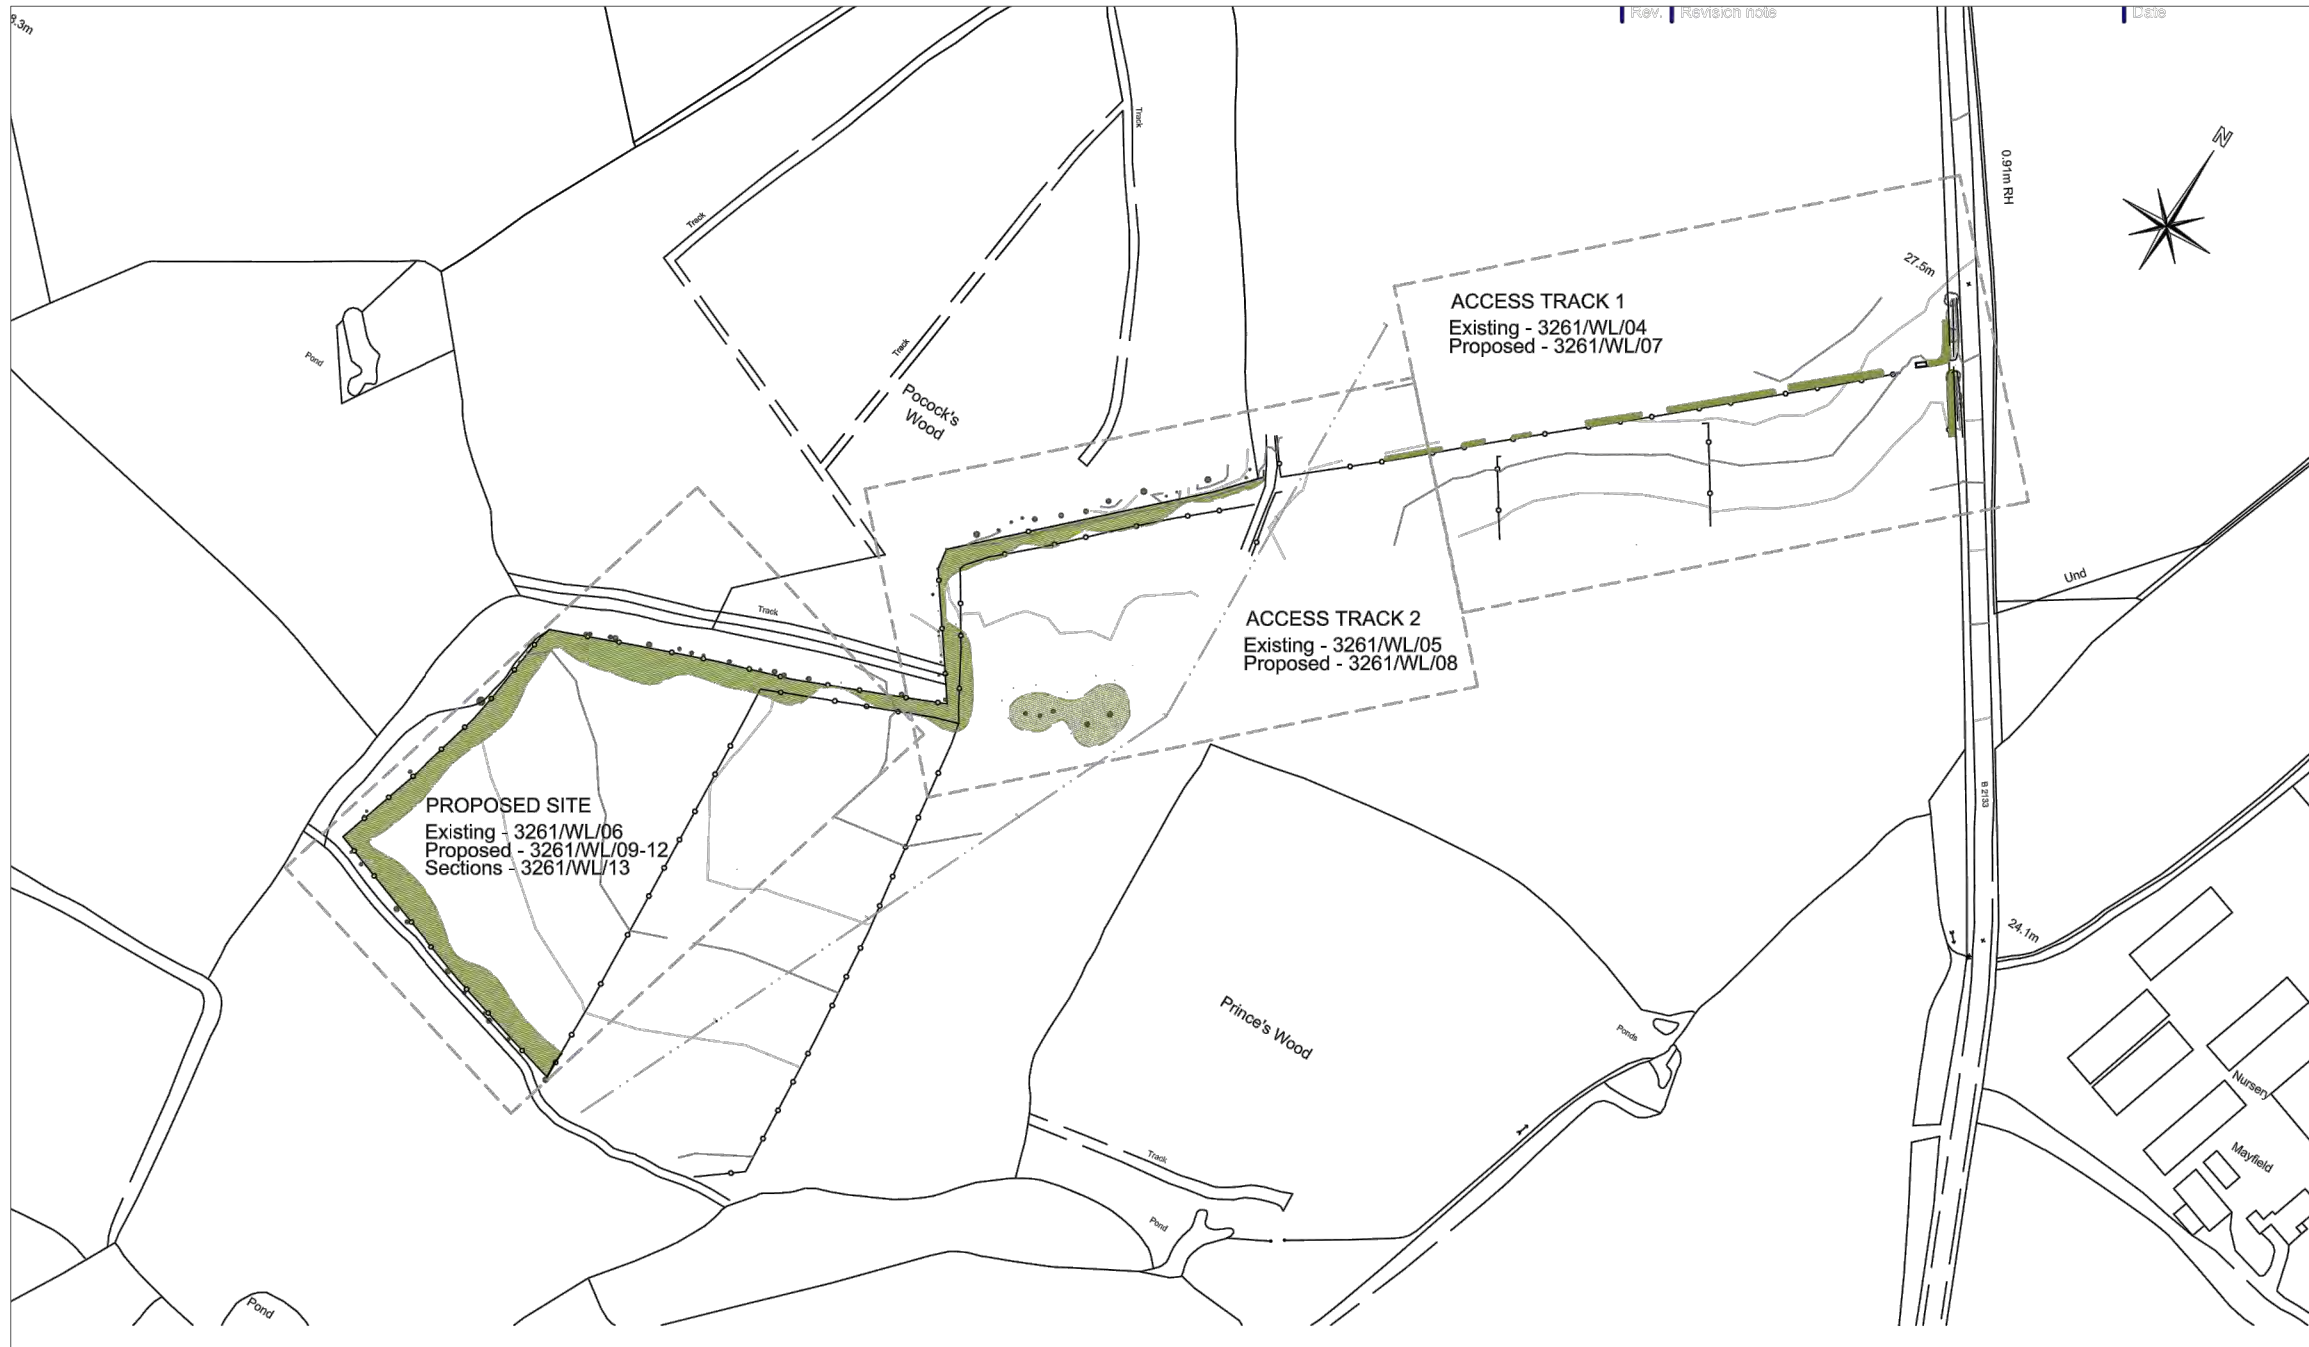 8.3m
Rev.
Revision note
Date
Track
N
0.91m RH
Track
27.5m
ACCESS TRACK 1
Existing - 3261/WL/04
Proposed - 3261/WL/07
Pond
Track
Pocock's
Wood
Und
Track
ACCESS TRACK 2
Existing - 3261/WL/05
Proposed - 3261/WL/08
B 2133
PROPOSED SITE
Existing - 3261/WL/06
Proposed - 3261/WL/09-12
Sections - 3261/WL/13
24.1m
Prince's Wood
Ponds
Nursery
Track
Mayfield
Pond
Pond